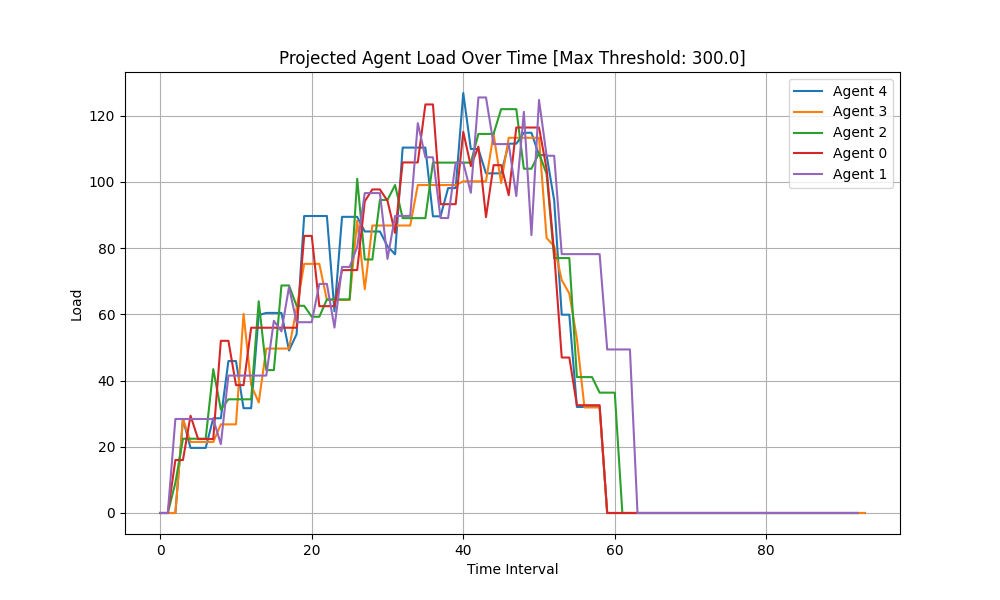 Projected Agent Load Over Time [Max Threshold: 300.0]
Agent 4
Agent 3
Agent 2
Agent 0
Agent 1
120
100
80
60
40
20
0
Load
0 20 40 60 80
Time Interval